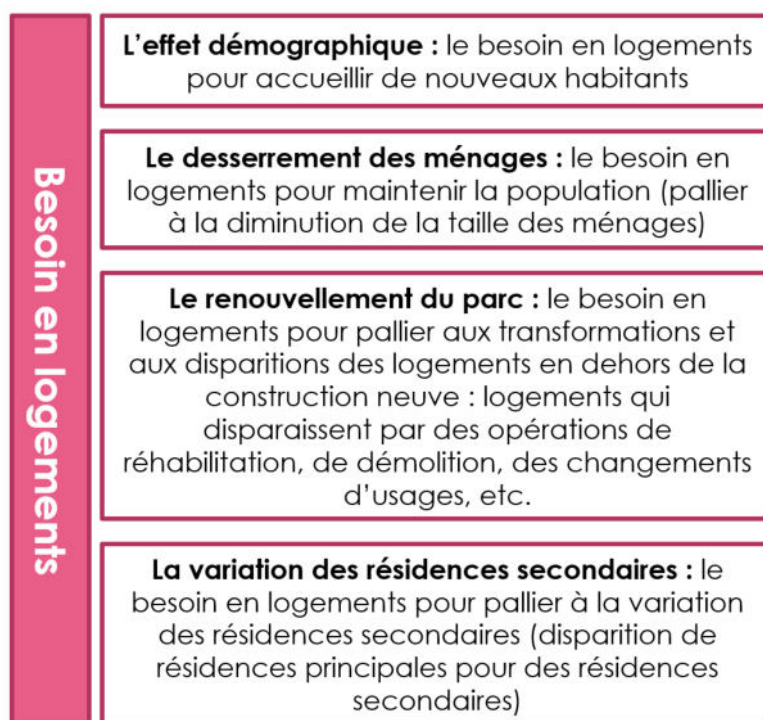 Besoin en logements
L'effet démographique : le besoin en logements
pour accueillir de nouveaux habitants
Le desserrement des ménages : le besoin en
logements pour maintenir la population (pallier
à la diminution de la taille des ménages)
Le renouvellement du parc : le besoin en
logements pour pallier aux transformations et
aux disparitions des logements en dehors de la
construction neuve : logements qui
disparaissent par des opérations de
réhabilitation, de démolition, des changements
d'usages, etc.
La variation des résidences secondaires : le
besoin en logements pour pallier à la variation
des résidences secondaires (disparition de
résidences principales pour des résidences
secondaires)